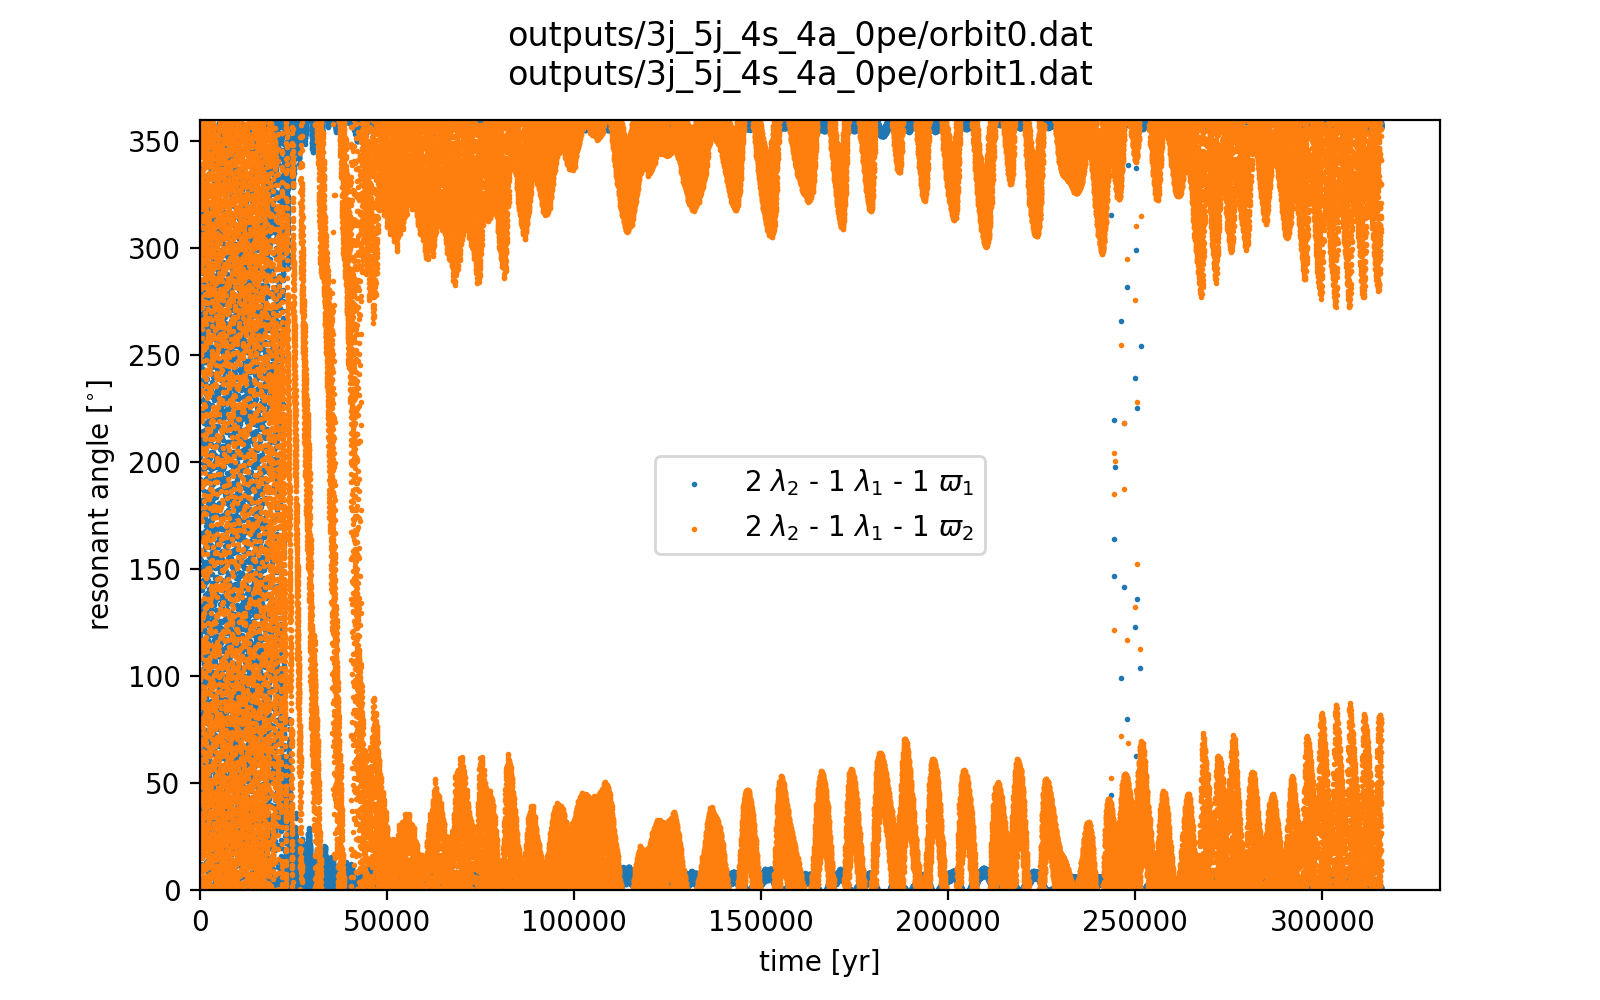 outputs/3j_5j_4s_4a_0pe/orbit0.dat
outputs/3j_5j_4s_4a_0pe/orbit1.dat
350
300
250
200
150
100
50
0
resonant angle [°]
2 λ₂ - 1 λ₁ - 1 ϖ₁
2 λ₂ - 1 λ₁ - 1 ϖ₂
0 50000 100000 150000 200000 250000 300000
time [yr]